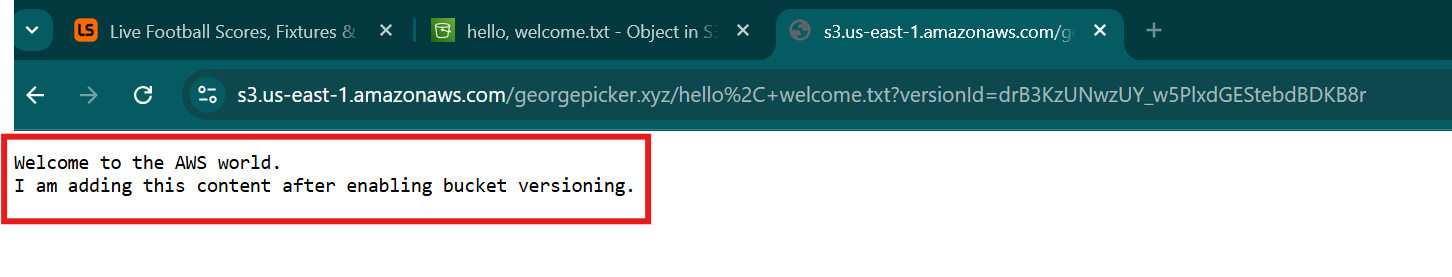 LS Live Football Scores, Fixtures &
hello, welcome.txt - Object in S
s3.us-east-1.amazonaws.com/g
s3.us-east-1.amazonaws.com/georgepicker.xyz/hello%2C+welcome.txt?versionId=drB3KzUNwzUY_w5PlxdGEStebdBDKB8r
Welcome to the AWS world.
I am adding this content after enabling bucket versioning.